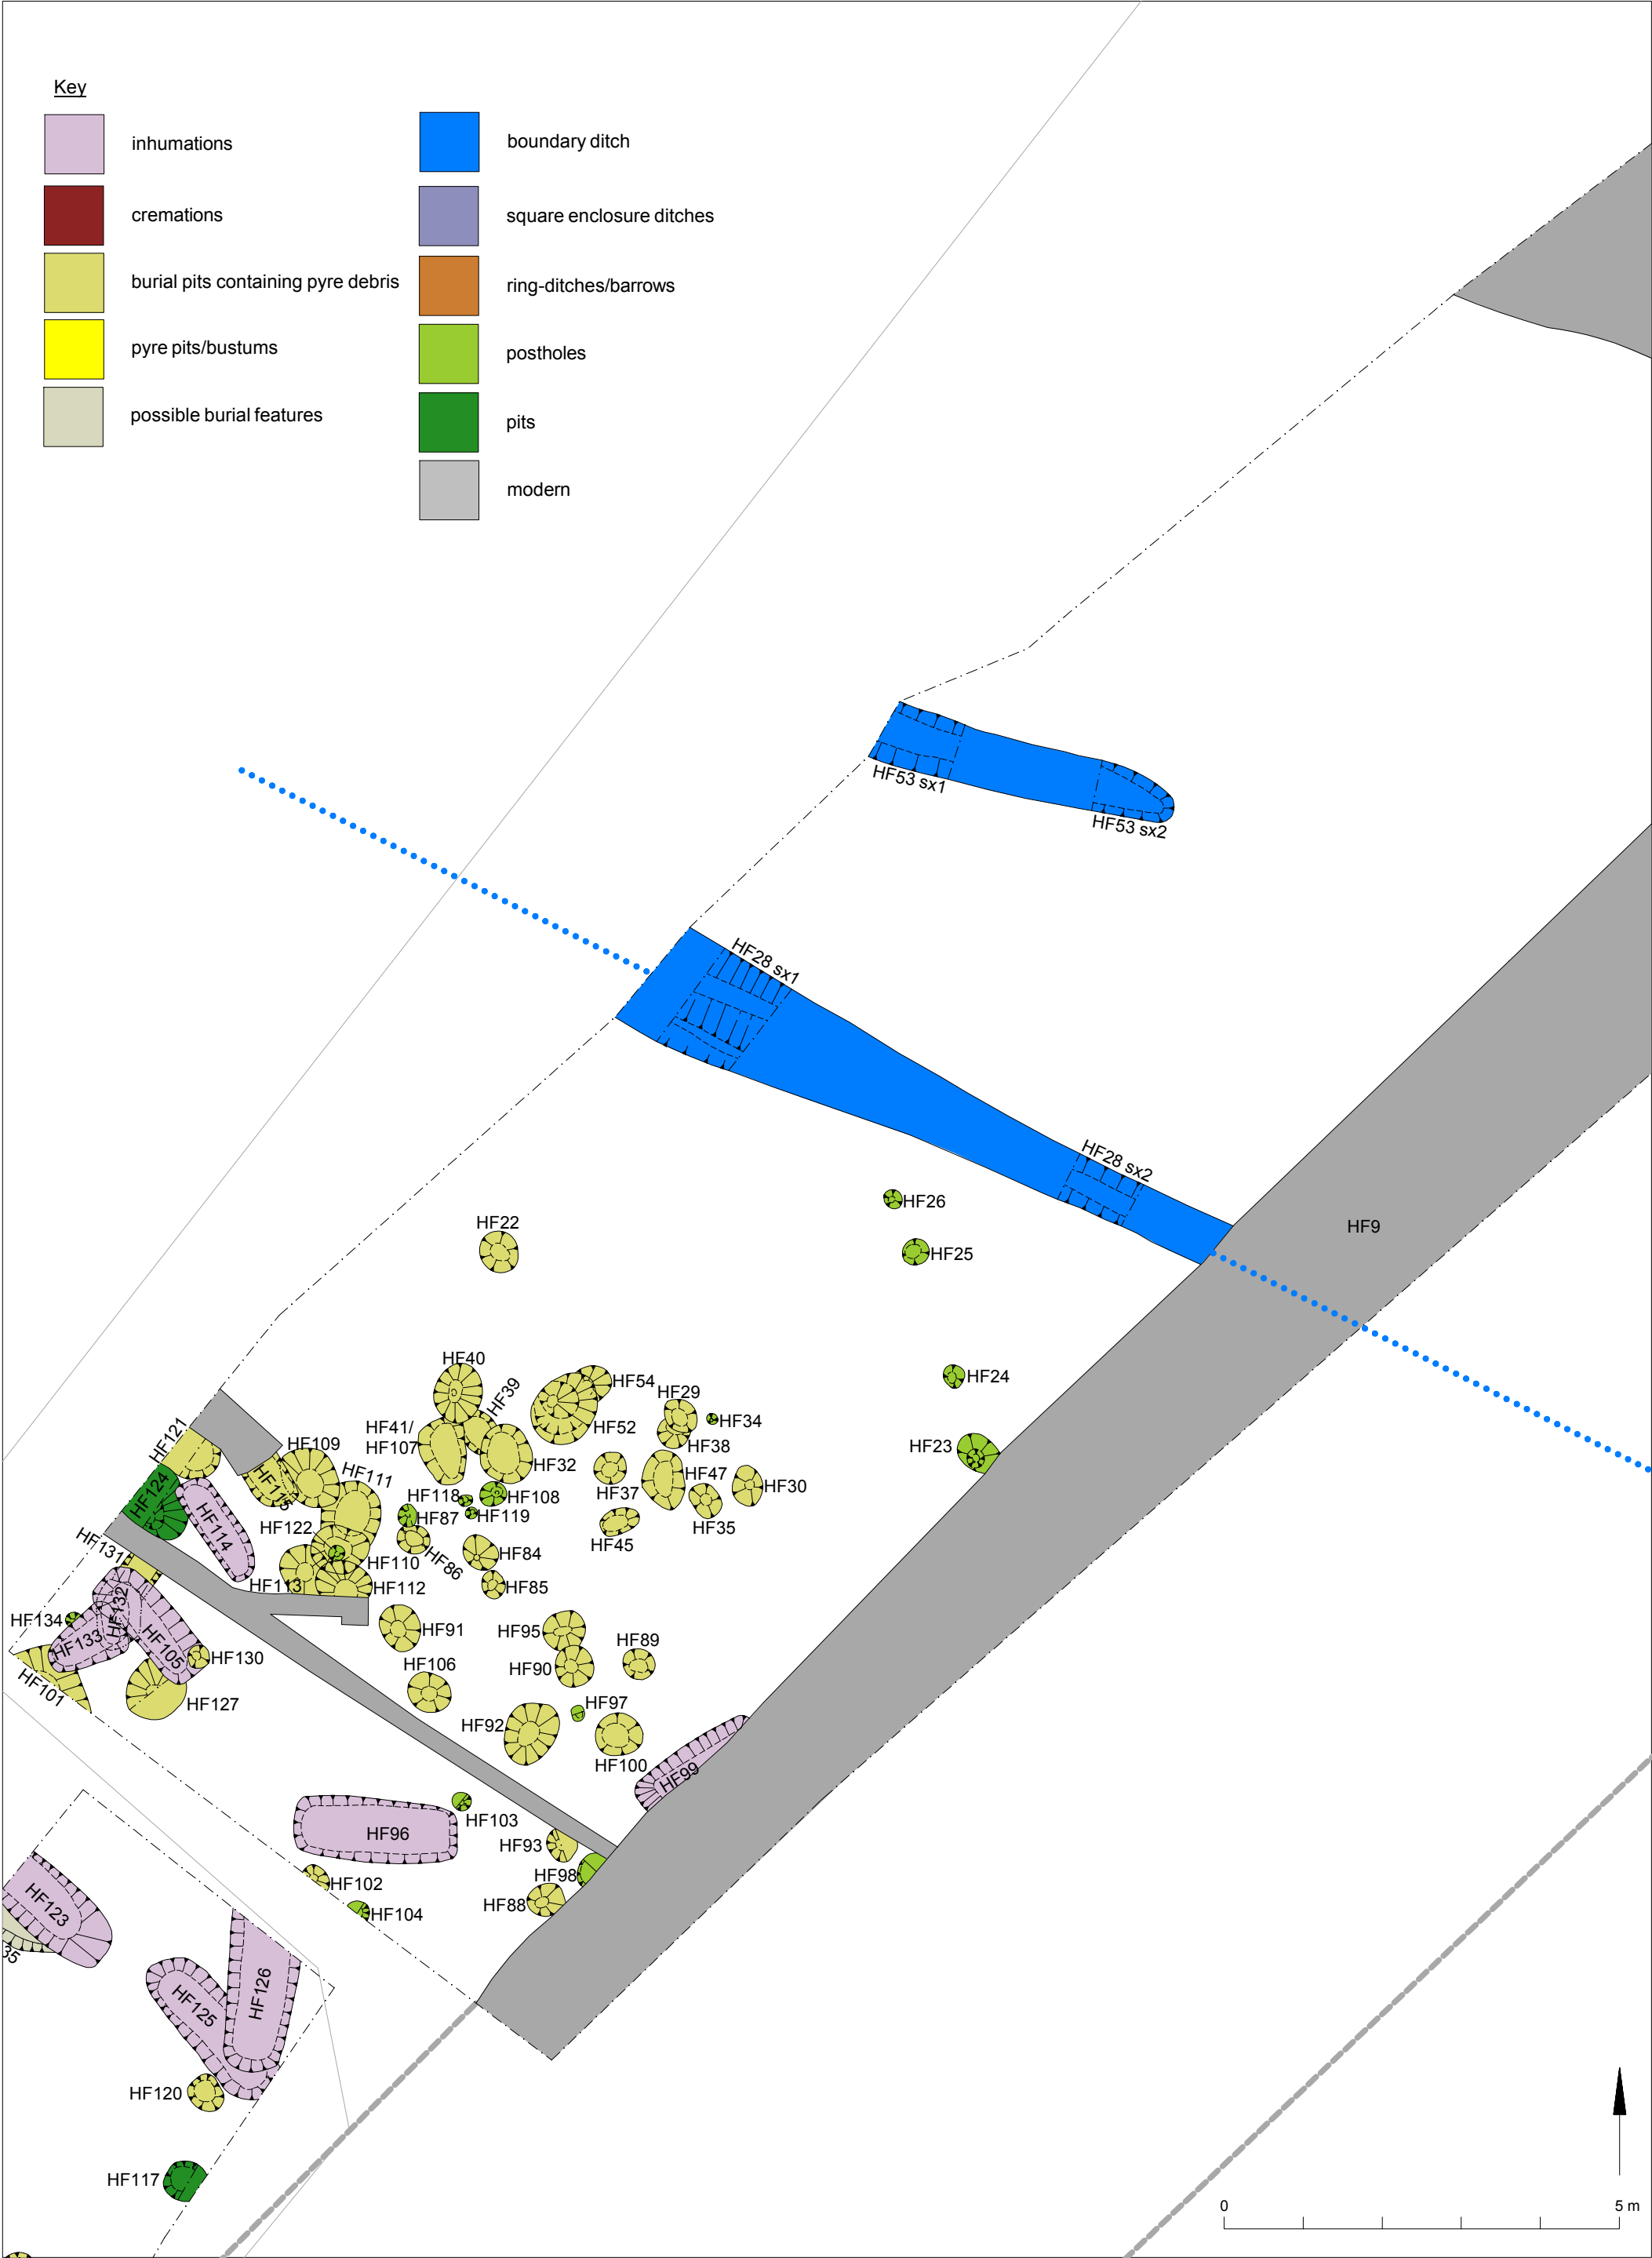 Key
inhumations
cremations
burial pits containing pyre debris
pyre pits/bustums
possible burial features
boundary ditch
square enclosure ditches
ring-ditches/barrows
postholes
pits
modern
HF53 sx1
HF53 sx2
HF28 sx1
HF28 sx2
HF26
HF25
HF9
HF22
HF24
HF23
HF40
HF39
HF54
HF29
HF34
HF41/
HF107
HF52
HF38
HF32
HF121
HF109
HF111
HF115
HF47
HF30
HF37
HF35
HF45
HF118
HF108
HF87
HF119
HF124
HF114
HF122
HF86
HF84
HF110
HF85
HF131
HF113
HF112
HF132
HF134
HF133
HF105
HF130
HF91
HF95
HF89
HF90
HF106
HF101
HF127
HF97
HF92
HF100
HF99
HF103
HF96
HF93
HF98
HF102
HF88
HF104
HF123
35
HF126
HF125
HF120
HF117
0
5 m